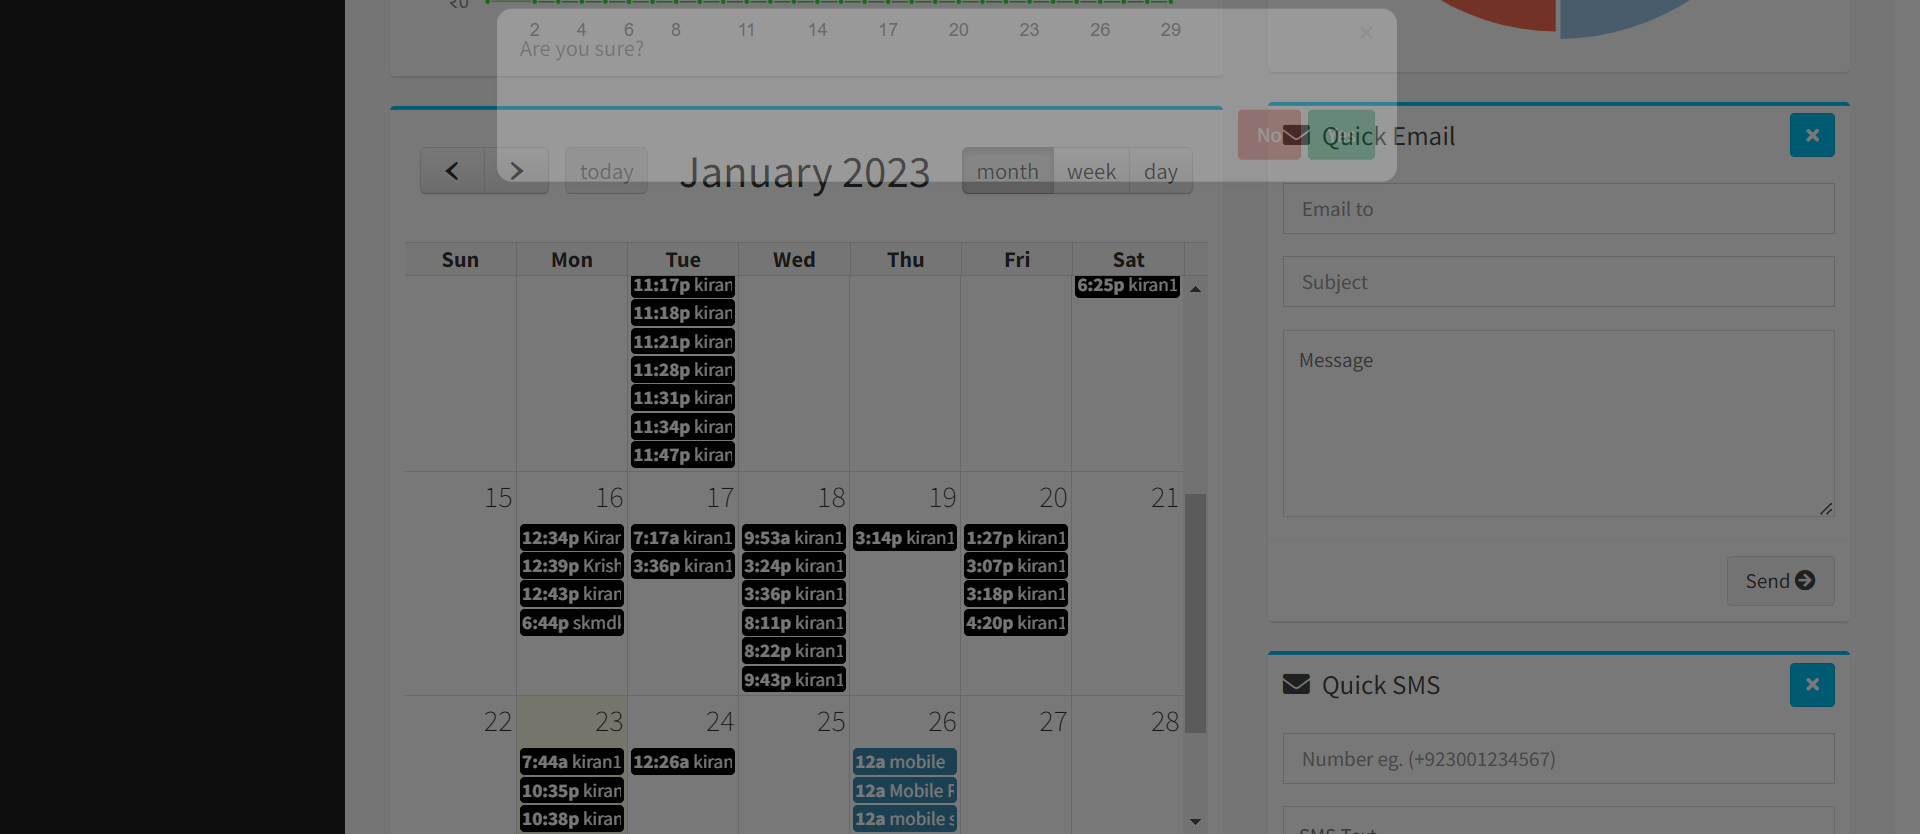 <0
2 4 6 8 11 14 17 20 23 26 29
Are you sure?
×
No Yes
Quick Email
today
January 2023
month week day
Email to
Subject
Message
Send
Sun Mon Tue Wed Thu Fri Sat
11:17p kiran
6:25p kiran1
11:18p kiran
11:21p kiran
11:28p kiran
11:31p kiran
11:34p kiran
11:47p kiran
15 16 17 18 19 20 21
12:34p Kiran 7:17a kiran1 9:53a kiran1 3:14p kiran1 1:27p kiran1
12:39p Krish 3:36p kiran1 3:24p kiran1 3:07p kiran1
12:43p kiran 3:36p kiran1 3:18p kiran1
6:44p skmdl 8:11p kiran1 4:20p kiran1
8:22p kiran1
9:43p kiran1
22 23 24 25 26 27 28
7:44a kiran1 12:26a kiran 12a mobile
10:35p kiran 12a Mobile
10:38p kiran 12a mobile
Quick SMS
Number eg. (+923001234567)
SMS Text